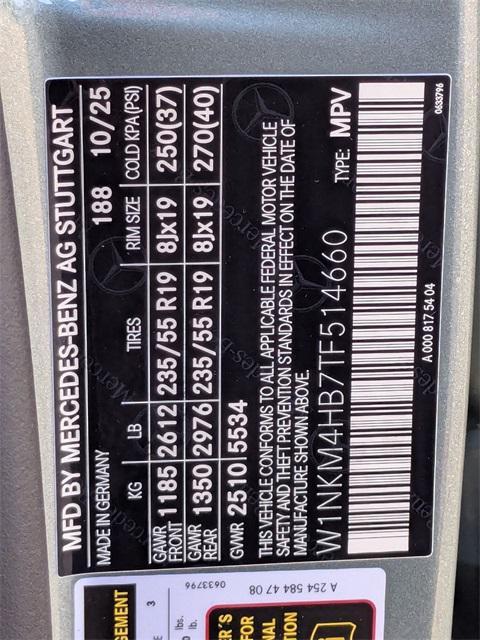 MFD BY MERCEDES-BENZ AG STUTTGART
MADE IN GERMANY 188 10/25
KG LB TIRES RIM SIZE COLD KPA(PSI)
GAWR FRONT 1185 2612 235/55 R19 8Jx19 250(37)
GAWR REAR 1350 2976 235/55 R19 8Jx19 270(40)
GVWR 2510 5534
THIS VEHICLE CONFORMS TO ALL APPLICABLE FEDERAL MOTOR VEHICLE
SAFETY AND THEFT PREVENTION STANDARDS IN EFFECT ON THE DATE OF
MANUFACTURE SHOWN ABOVE.
W1NKM4HB7TF514660 TYPE: MPV
A 000 817 54 04
0633796
3
lbs.
lb.
0633796
A 254 584 47 08